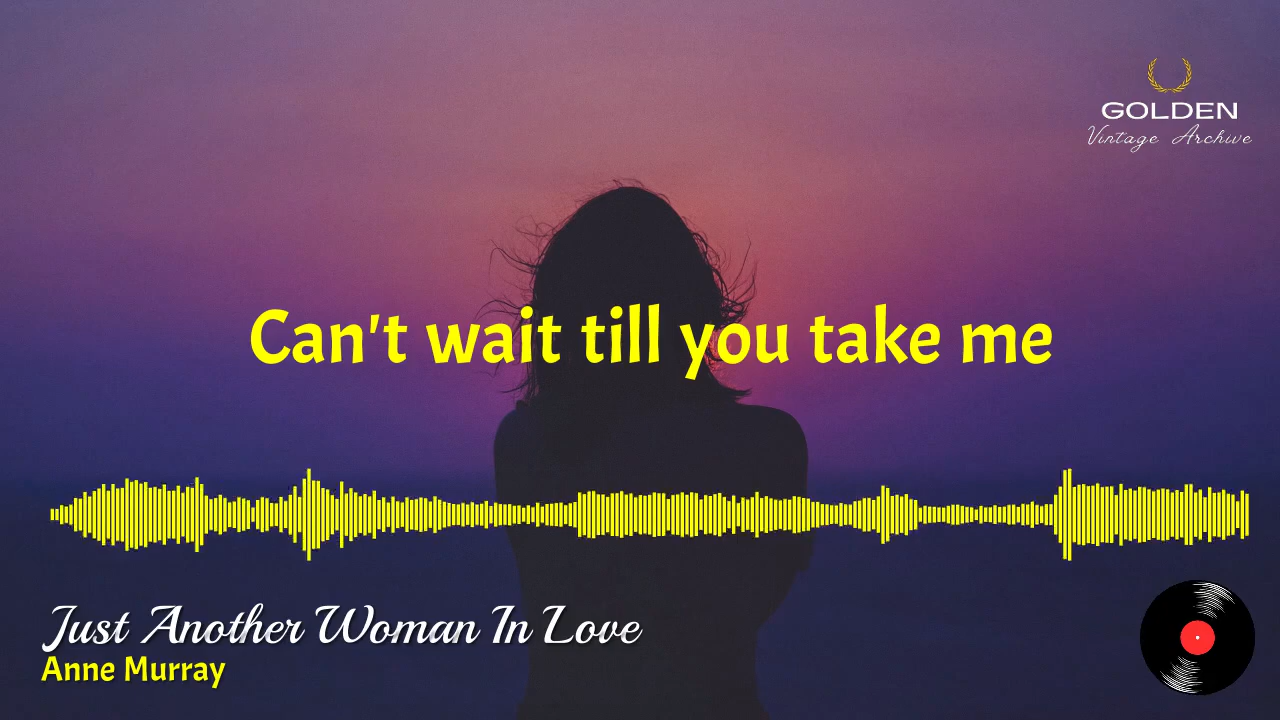 GOLDEN
Vintage Archive
Can't wait till you take me
Just Another Woman In Love
Anne Murray